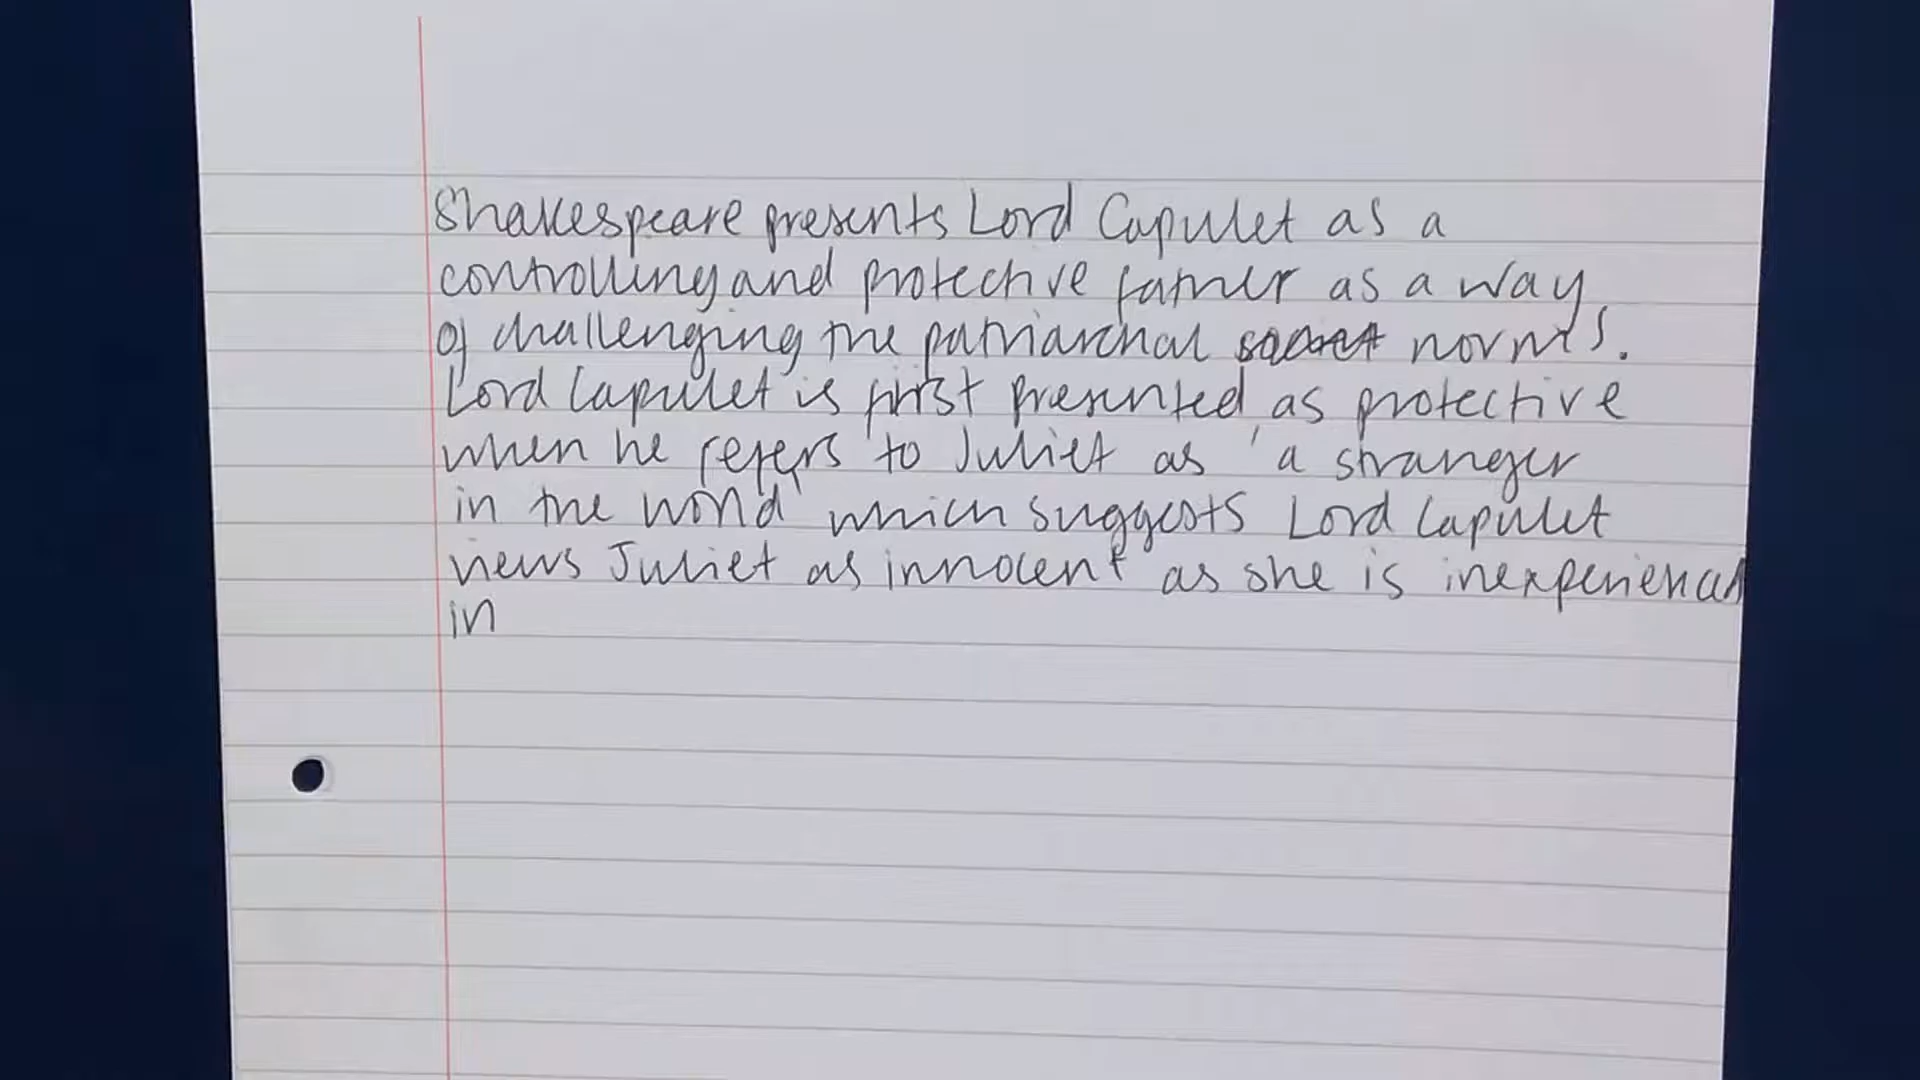 Shakespeare presents Lord Capulet as a
controlling and protective father as a way
of challenging the patriarchal norms.
Lord Capulet is first presented as protective
when he refers to Juliet as 'a stranger
in the world' which suggests Lord Capulet
views Juliet as innocent as she is inexperienced
in